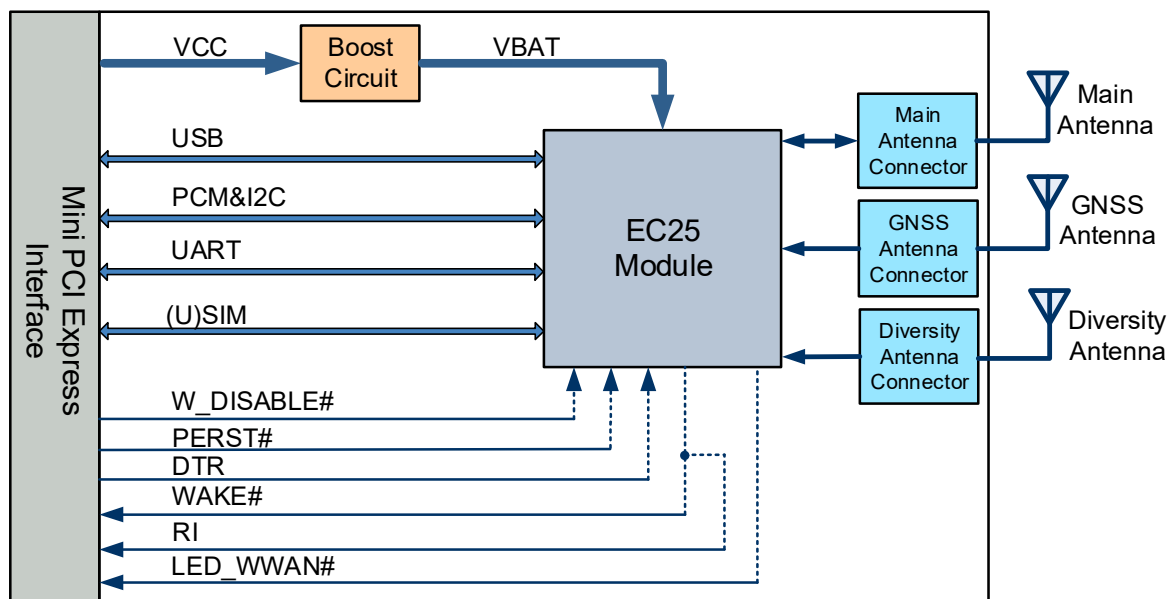 Mini PCI Express
Interface
VCC
Boost
Circuit
VBAT
USB
PCM&I2C
UART
(U)SIM
W_DISABLE#
PERST#
DTR
WAKE#
RI
LED_WWAN#
EC25
Module
Main
Antenna
Connector
Main
Antenna
GNSS
Antenna
Connector
GNSS
Antenna
Diversity
Antenna
Connector
Diversity
Antenna